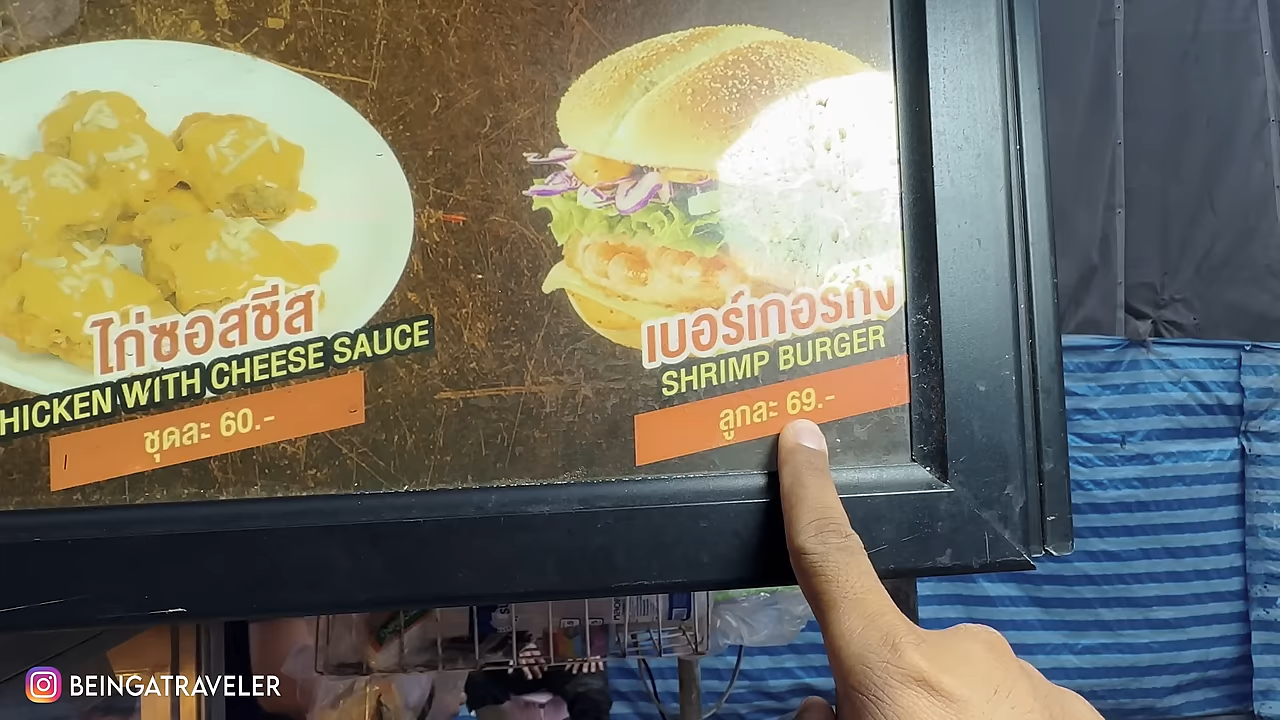 ไก่ซอสชีส
HICKEN WITH CHEESE SAUCE
ชุดละ 60.-
เบอร์เกอร์กุ้ง
SHRIMP BURGER
ลูกละ 69.-
BEINGATRAVELER